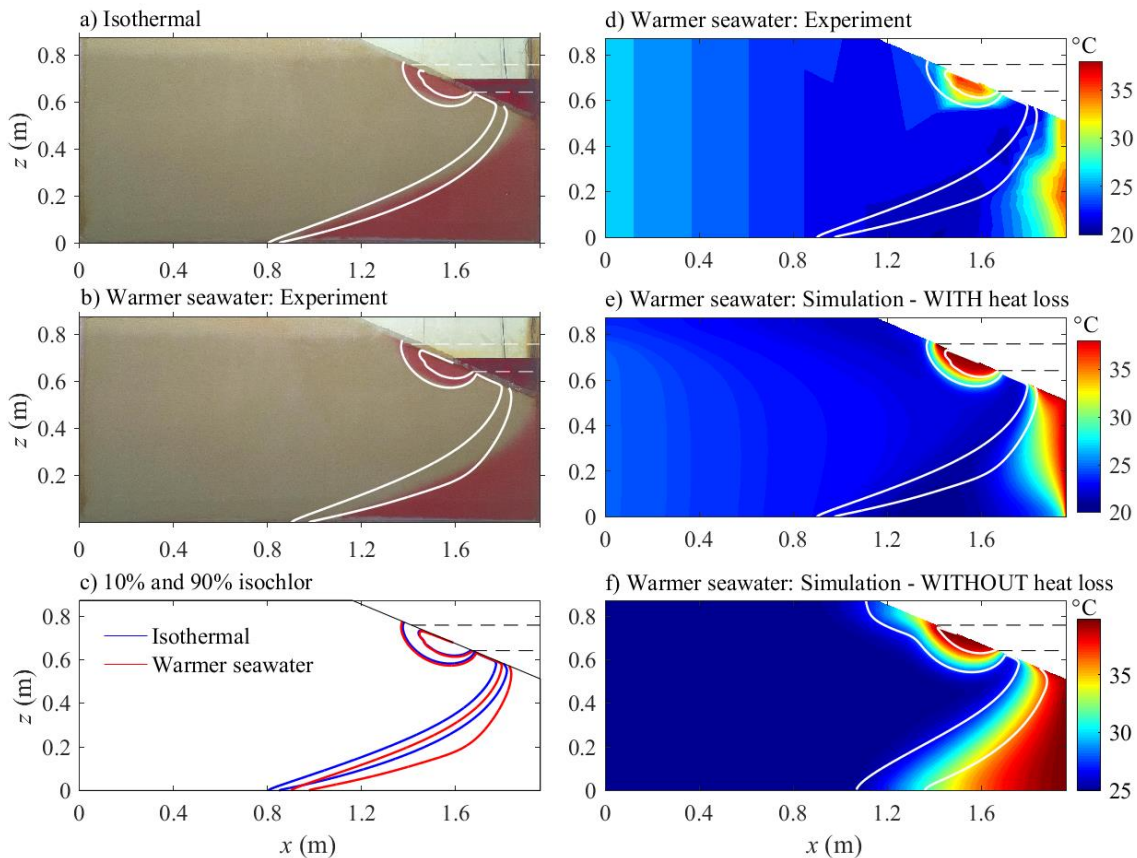 a) Isothermal
z (m)
0.8
0.6
0.4
0.2
0
0 0.4 0.8 1.2 1.6
b) Warmer seawater: Experiment
z (m)
0.8
0.6
0.4
0.2
0
0 0.4 0.8 1.2 1.6
c) 10% and 90% isochlor
Isothermal
Warmer seawater
z (m)
0.8
0.6
0.4
0.2
0
0 0.4 0.8 1.2 1.6
x (m)
d) Warmer seawater: Experiment
°C
0.8
0.6
0.4
0.2
0
0 0.4 0.8 1.2 1.6
35
30
25
20
e) Warmer seawater: Simulation - WITH heat loss
°C
0.8
0.6
0.4
0.2
0
0 0.4 0.8 1.2 1.6
35
30
25
20
f) Warmer seawater: Simulation - WITHOUT heat loss
°C
0.8
0.6
0.4
0.2
0
0 0.4 0.8 1.2 1.6
35
30
25
x (m)